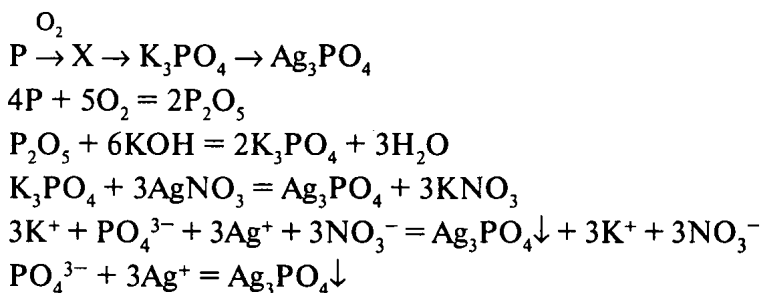 O₂
P → X → K₃PO₄ → Ag₃PO₄
4P + 5O₂ = 2P₂O₅
P₂O₅ + 6KOH = 2K₃PO₄ + 3H₂O
K₃PO₄ + 3AgNO₃ = Ag₃PO₄ + 3KNO₃
3K⁺ + PO₄³⁻ + 3Ag⁺ + 3NO₃⁻ = Ag₃PO₄↓ + 3K⁺ + 3NO₃⁻
PO₄³⁻ + 3Ag⁺ = Ag₃PO₄↓